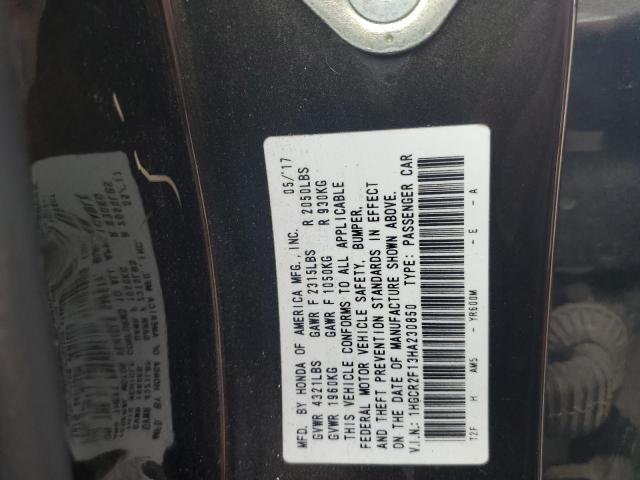 MFD. BY HONDA OF AMERICA MFG.,INC. 05/'17
GVWR 4321LBS GAWR F 2315LBS R 2050LBS
GVWR 1960KG GAWR F 1050KG R 930KG
THIS VEHICLE CONFORMS TO ALL APPLICABLE
FEDERAL MOTOR VEHICLE SAFETY, BUMPER,
AND THEFT PREVENTION STANDARDS IN EFFECT
ON THE DATE OF MANUFACTURE SHOWN ABOVE.
V.I.N.:1HGCR2F13HA230850 TYPE: PASSENGER CAR
T2F H AM5 - YR600M - E - A